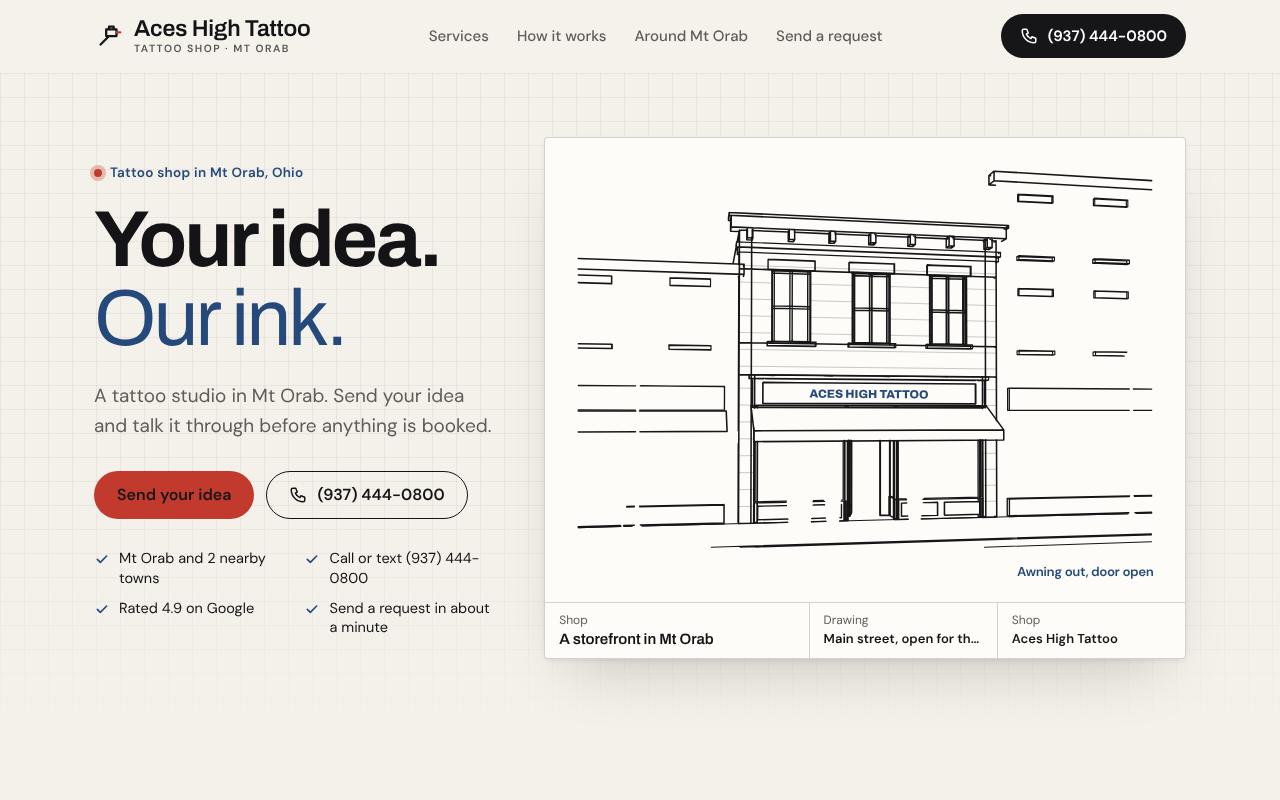 Aces High Tattoo
TATTOO SHOP · MT ORAB
Services
How it works
Around Mt Orab
Send a request
(937) 444-0800
Tattoo shop in Mt Orab, Ohio
Your idea.
Our ink.
A tattoo studio in Mt Orab. Send your idea
and talk it through before anything is booked.
Send your idea
(937) 444-0800
Mt Orab and 2 nearby
towns
Call or text (937) 444-
0800
Rated 4.9 on Google
Send a request in about
a minute
ACES HIGH TATTOO
Awning out, door open
Shop
A storefront in Mt Orab
Drawing
Main street, open for th…
Shop
Aces High Tattoo